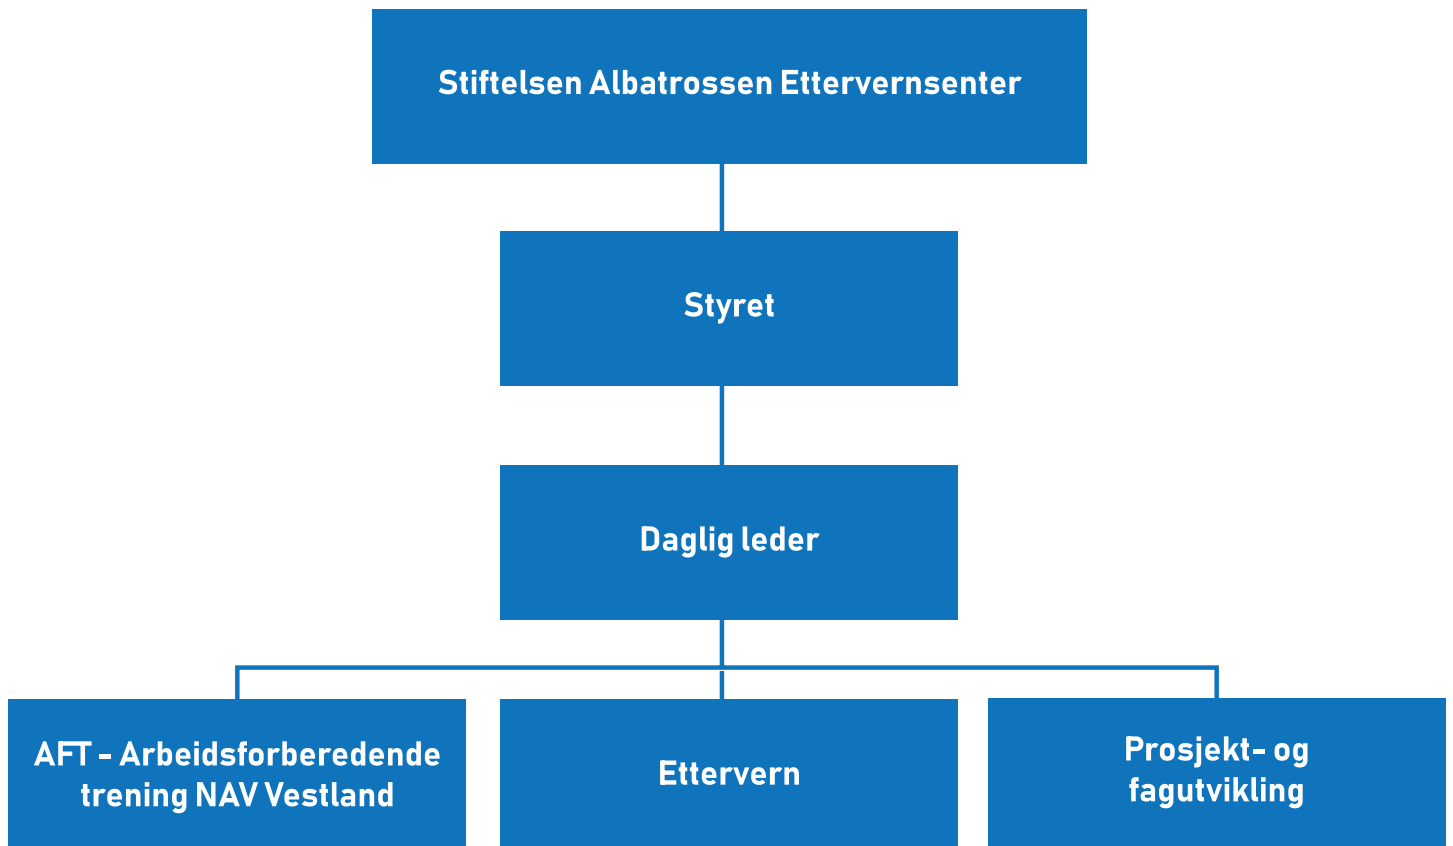 Stiftelsen Albatrossen Ettervernsenter
Styret
Daglig leder
AFT - Arbeidsforberedende
trening NAV Vestland
Ettervern
Prosjekt- og
fagutvikling